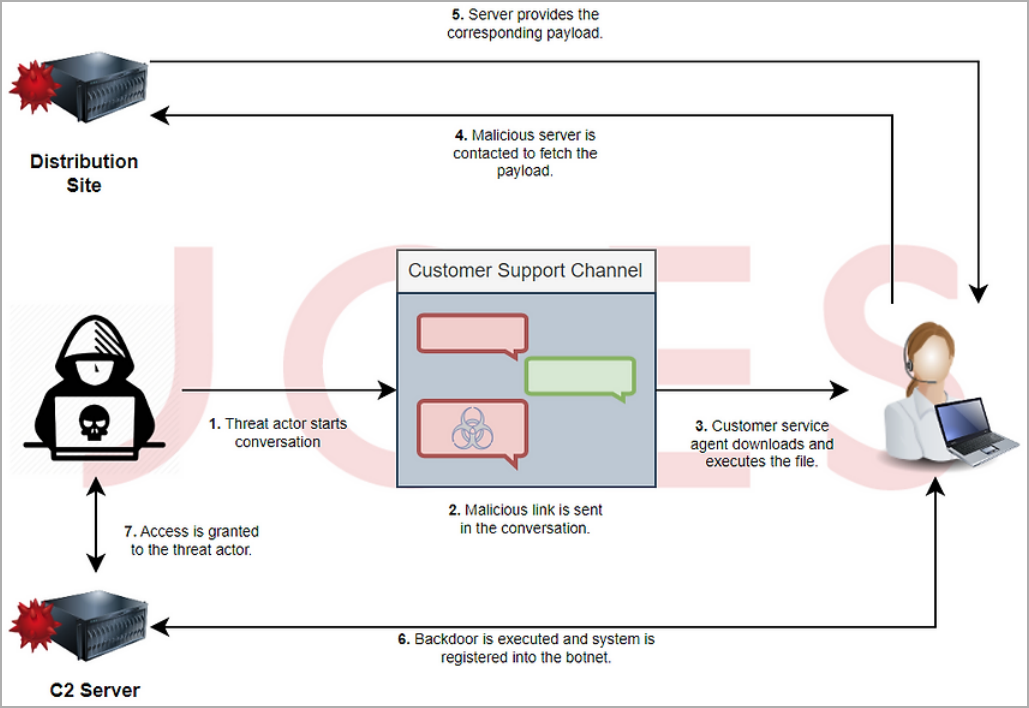 5. Server provides the
corresponding payload.
4. Malicious server is
contacted to fetch the
payload.
Distribution
Site
JOES
Customer Support Channel
1. Threat actor starts
conversation
3. Customer service
agent downloads and
executes the file.
2. Malicious link is sent
in the conversation.
7. Access is granted
to the threat actor.
6. Backdoor is executed and system is
registered into the botnet.
C2 Server